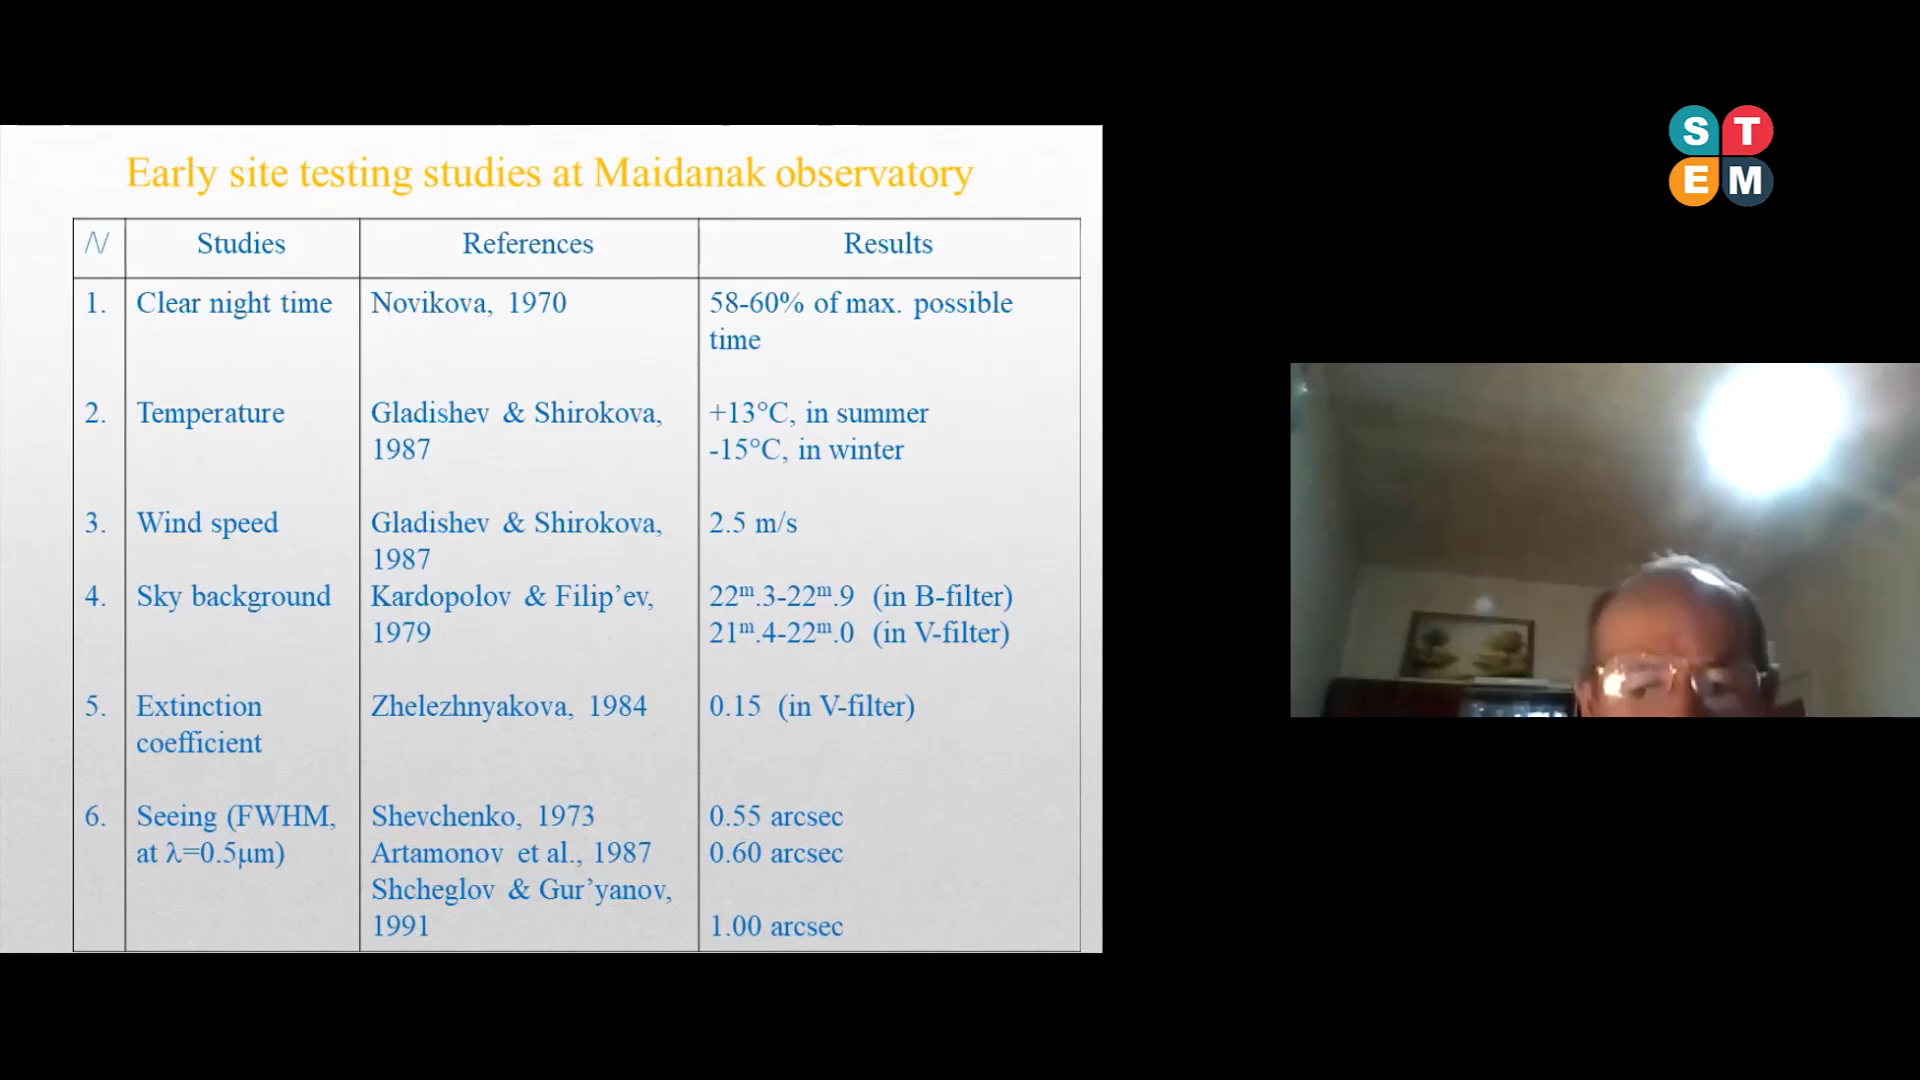 Early site testing studies at Maidanak observatory
N Studies References Results
1. Clear night time Novikova, 1970 58-60% of max. possible
time
2. Temperature Gladishev & Shirokova, +13°C, in summer
1987 -15°C, in winter
3. Wind speed Gladishev & Shirokova, 2.5 m/s
1987
4. Sky background Kardopolov & Filip’ev, 22ᵐ.3-22ᵐ.9 (in B-filter)
1979 21ᵐ.4-22ᵐ.0 (in V-filter)
5. Extinction Zhelezhnyakova, 1984 0.15 (in V-filter)
coefficient
6. Seeing (FWHM, Shevchenko, 1973 0.55 arcsec
at λ=0.5μm) Artamonov et al., 1987 0.60 arcsec
Shcheglov & Gur’yanov,
1991 1.00 arcsec
S T
E M